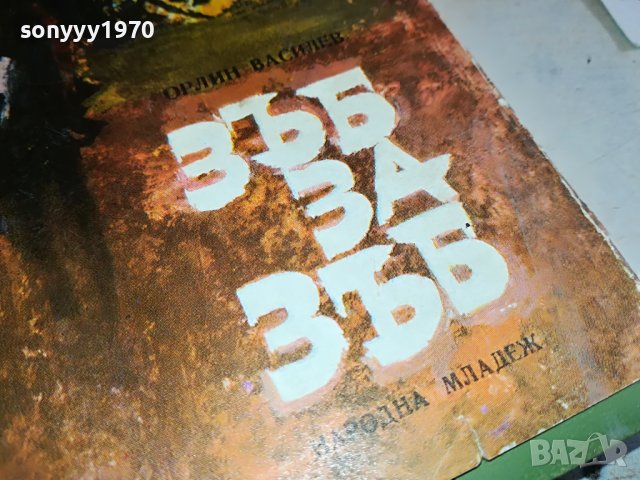 sonyyy1970
ОРЛИН ВАСИЛЕВ
ЗЪБ
ЗА
ЗЪБ
НАРОДНА МЛАДЕЖ
BAZAR